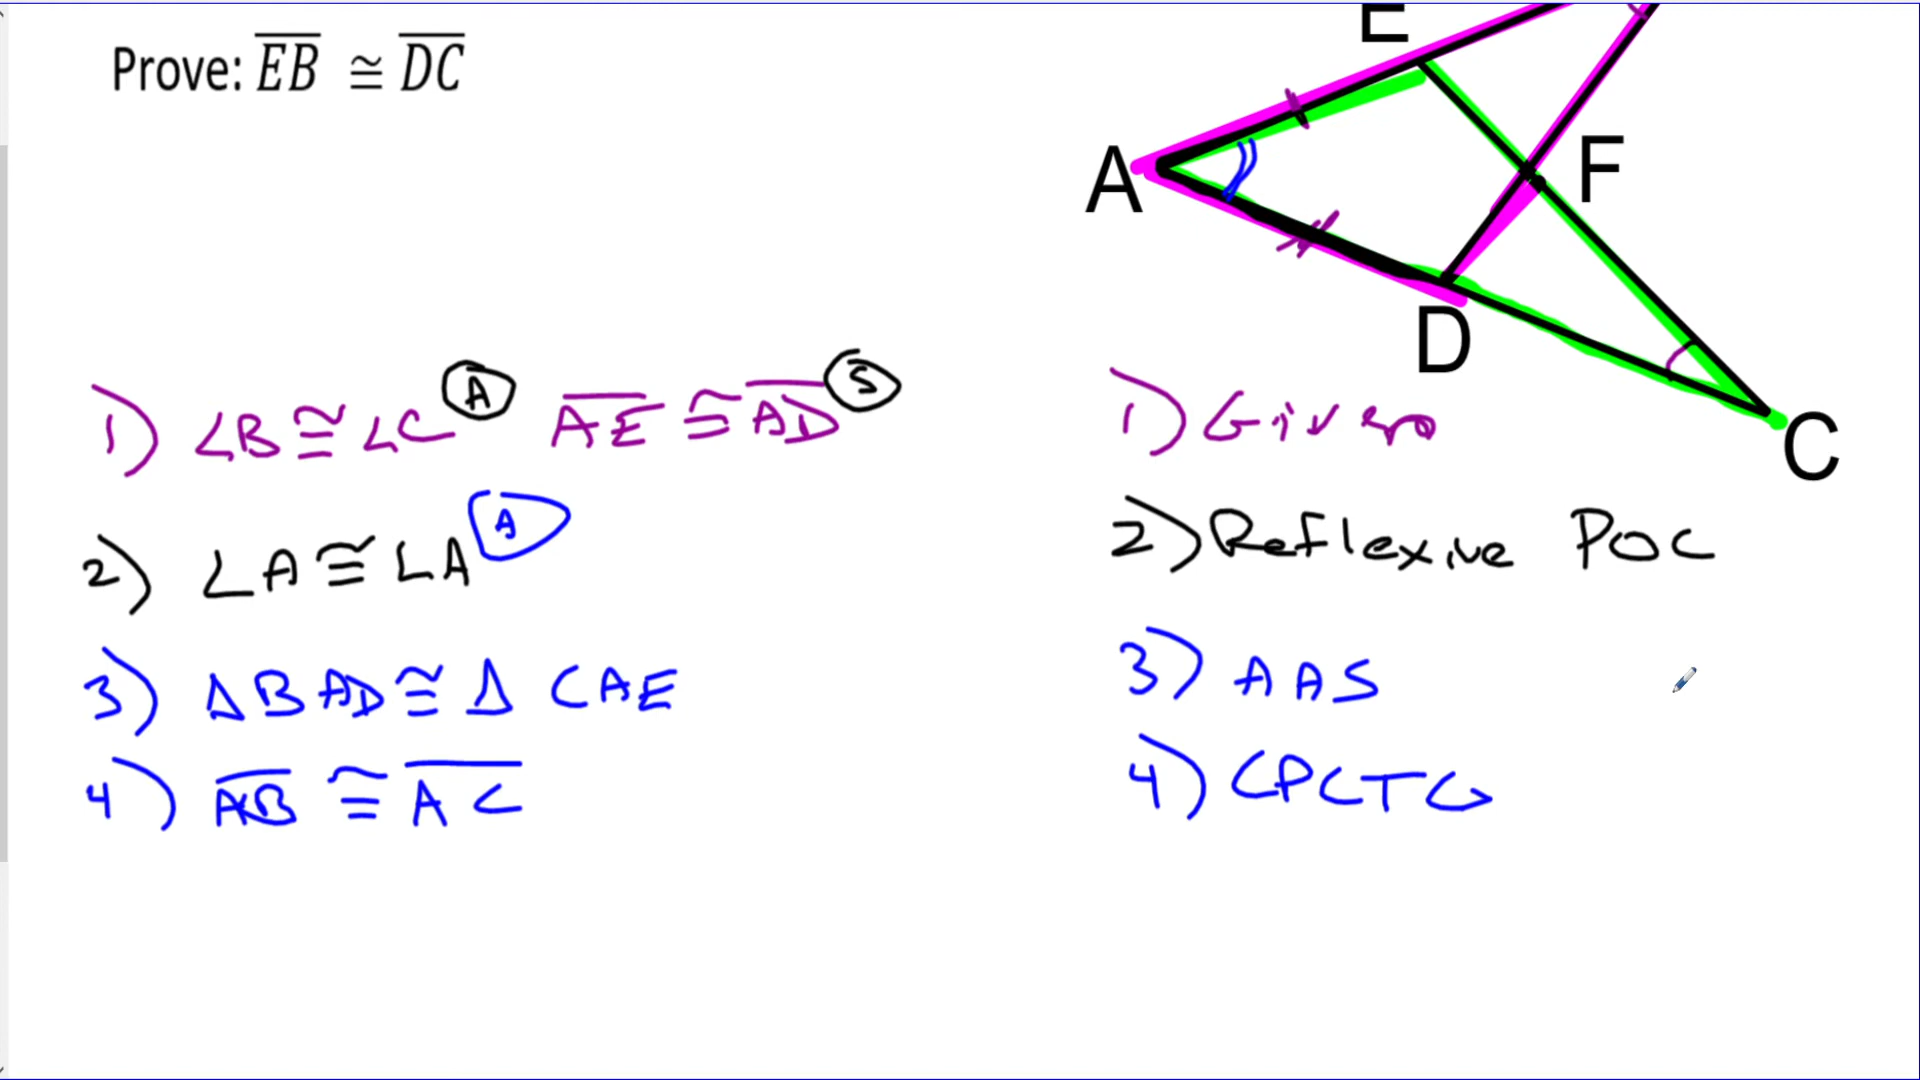 Prove: EB ≅ DC
E
A
F
D
C
1) ∠B ≅ ∠C A AE ≅ AD S 1) Given
2) ∠A ≅ ∠A A 2) Reflexive POC
3) Δ BAD ≅ Δ CAE 3) AAS
4) AB ≅ AC 4) CPCTC